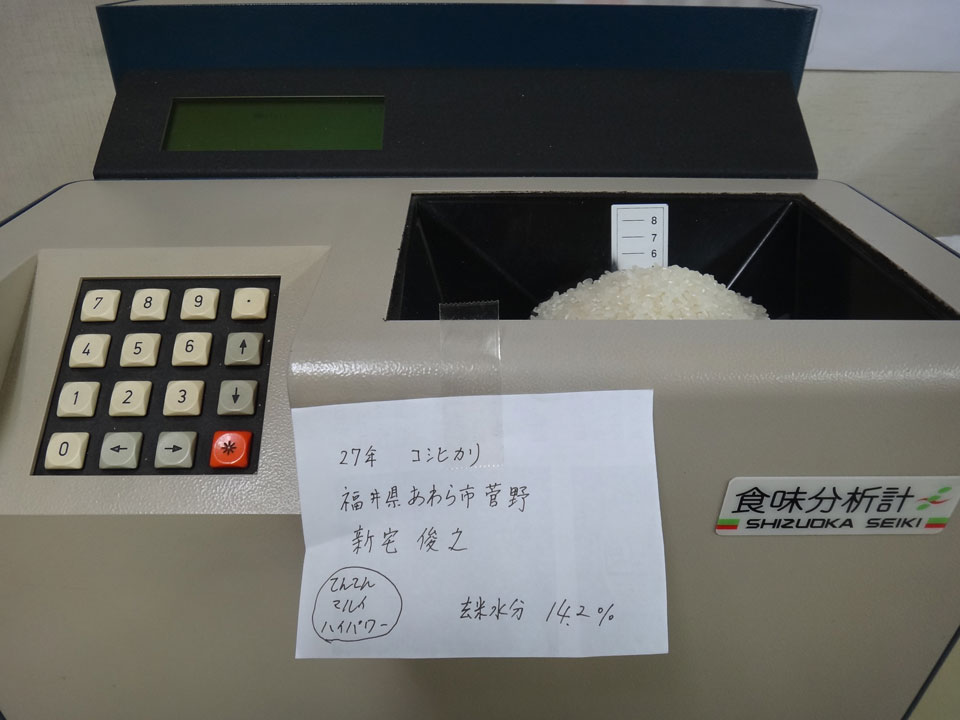 8
7
6
7 8 9 ・
4 5 6 ↑
1 2 3 ↓
0 ← → *
27年 コシヒカリ
福井県あわら市菅野
新宅 俊之
てんてん
マルイ
ハイパワー
玄米水分 14.2%
食味分析計
SHIZUOKA SEIKI